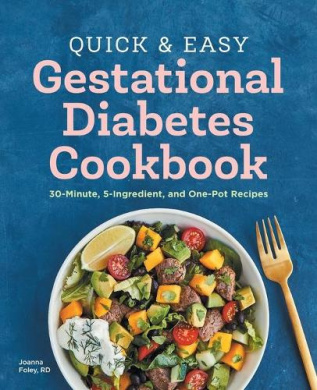 QUICK & EASY
Gestational
Diabetes
Cookbook
30-Minute, 5-Ingredient, and One-Pot Recipes
Joanna
Foley, RD